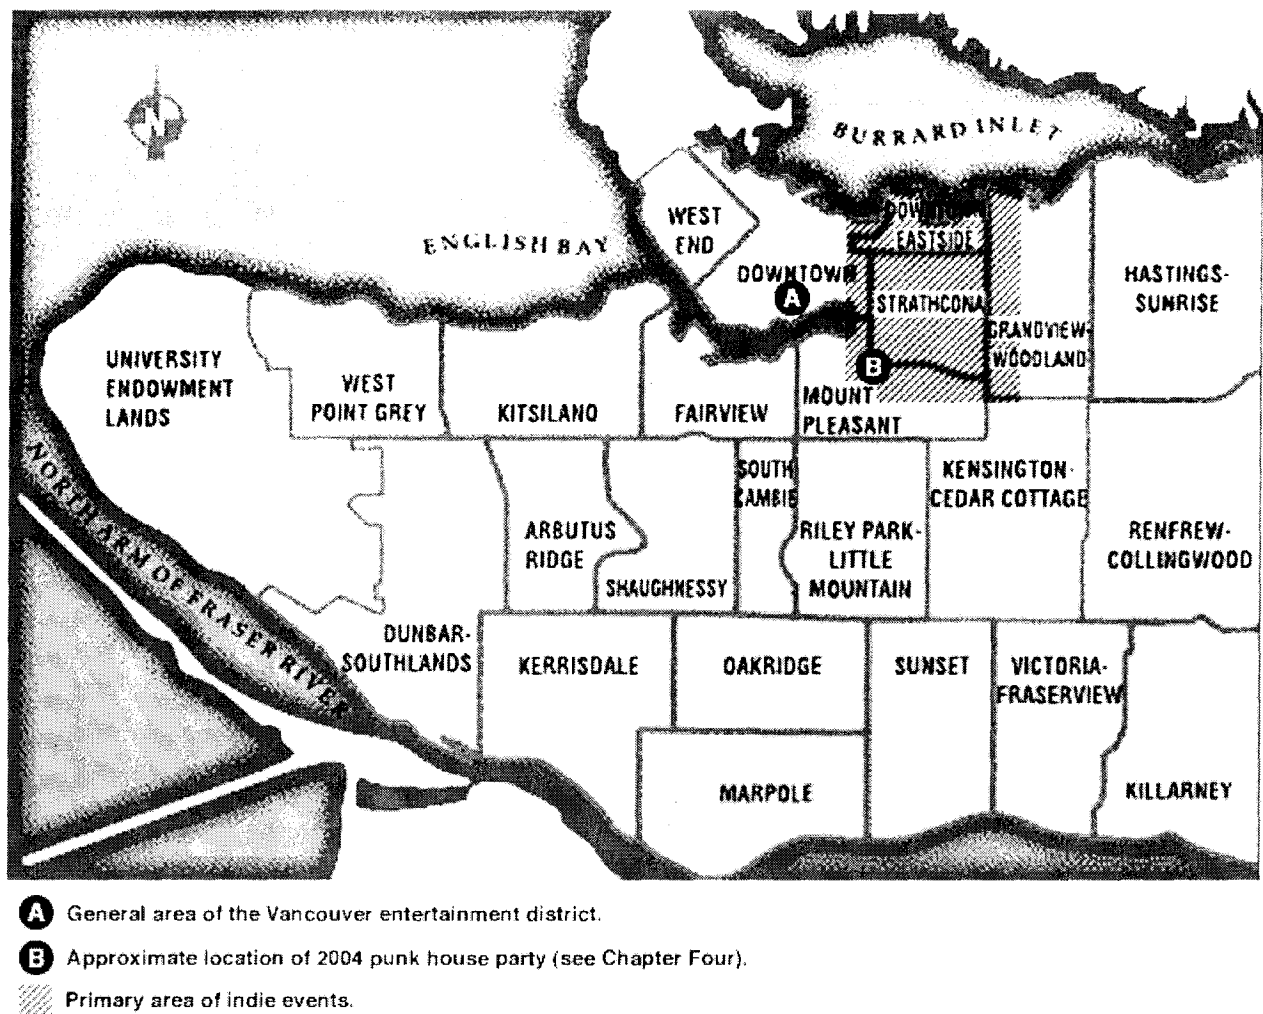 N
BURRARD INLET
WEST
END
DOWNTOWN
EASTSIDE
ENGLISH BAY
DOWNTOWN
A
STRATHCONA
HASTINGS-
SUNRISE
GRANDVIEW-
WOODLAND
UNIVERSITY
ENDOWMENT
LANDS
B
WEST
POINT GREY
KITSILANO
FAIRVIEW
MOUNT
PLEASANT
NORTH ARM OF FRASER RIVER
SOUTH
CAMBIE
KENSINGTON-
CEDAR COTTAGE
ARBUTUS
RIDGE
SHAUGHNESSY
RILEY PARK-
LITTLE
MOUNTAIN
RENFREW-
COLLINGWOOD
DUNBAR-
SOUTHLANDS
KERRISDALE
OAKRIDGE
SUNSET
VICTORIA-
FRASERVIEW
MARPOLE
KILLARNEY
A General area of the Vancouver entertainment district.
B Approximate location of 2004 punk house party (see Chapter Four).
Primary area of indie events.